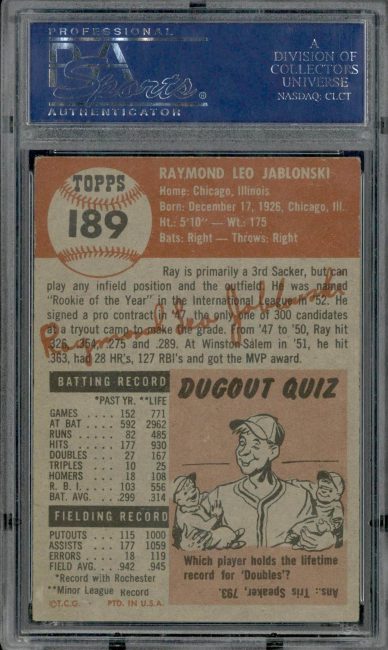 PROFESSIONAL
PSA
Sports ®
AUTHENTICATOR
A
DIVISION OF
COLLECTORS
UNIVERSE
NASDAQ: CLCT
TOPPS
189
RAYMOND LEO JABLONSKI
Home: Chicago, Illinois
Born: December 17, 1926, Chicago, Ill.
Ht.: 5'10" — Wt.: 175
Bats: Right — Throws: Right
Ray is primarily a 3rd Sacker, but can
play any infield position and the outfield. He was named
"Rookie of the Year" in the International league in '52. He
signed a pro contract in '47, the only one of 300 candidates
in a tryout camp to make the grade. From '47 to '50, Ray hit
.326, .354, .275 and .289. At Winston-Salem in '51, he hit
.363, had 28 HR's, 127 RBI's and got the MVP award.
Raymond Leo Jablonski
BATTING RECORD
*PAST YR. **LIFE
GAMES . . . . 152 771
AT BAT . . . . 592 2962
RUNS . . . . . 82 485
HITS . . . . . 177 930
DOUBLES . . . 27 167
TRIPLES . . . 10 25
HOMERS . . . 18 108
R. B. I. . . . . 103 556
BAT. AVG. . . .299 .314
FIELDING RECORD
PUTOUTS . . 115 1000
ASSISTS . . . 177 1059
ERRORS . . . 18 119
FIELD AVG. . .942 .945
*Record with Rochester
**Minor League Record
©T.C.G. PTD. IN U.S.A.
DUGOUT QUIZ
Which player holds the lifetime
record for 'Doubles'?
Ans.: Tris Speaker, 793.